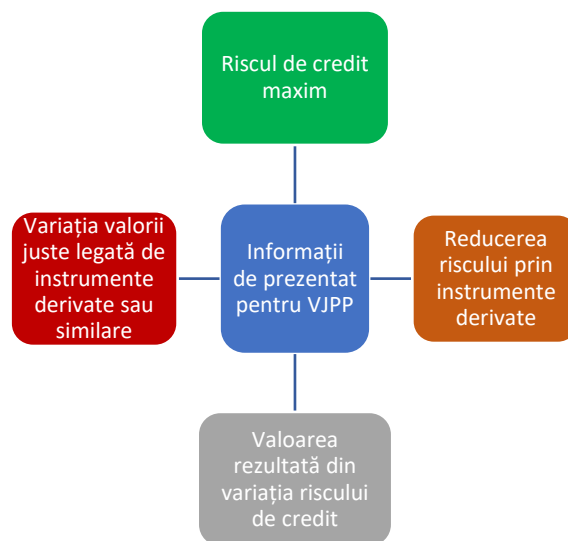 Riscul de credit
maxim
Variația valorii
juste legată de
instrumente
derivate sau
similare
Informații
de prezentat
pentru VJPP
Reducerea
riscului prin
instrumente
derivate
Valoarea
rezultată din
variația riscului
de credit